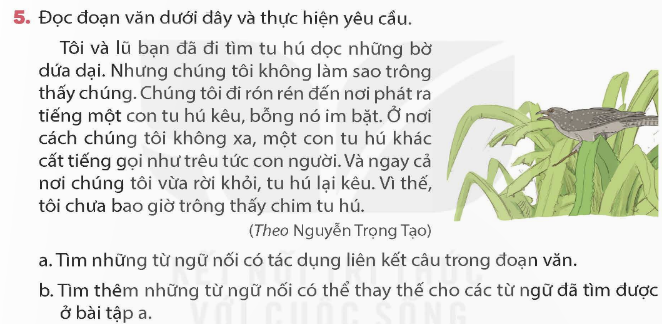 5. Đọc đoạn văn dưới đây và thực hiện yêu cầu.
Tôi và lũ bạn đã đi tìm tu hú dọc những bờ
dứa dại. Nhưng chúng tôi không làm sao trông
thấy chúng. Chúng tôi đi rón rén đến nơi phát ra
tiếng một con tu hú kêu, bỗng nó im bặt. Ở nơi
cách chúng tôi không xa, một con tu hú khác
cất tiếng gọi như trêu tức con người. Và ngay cả
nơi chúng tôi vừa rời khỏi, tu hú lại kêu. Vì thế,
tôi chưa bao giờ trông thấy chim tu hú.
(Theo Nguyễn Trọng Tạo)
a. Tìm những từ ngữ nối có tác dụng liên kết câu trong đoạn văn.
KẾT NỐI TRI THỨC
b. Tìm thêm những từ ngữ nối có thể thay thế cho các từ ngữ đã tìm được
ở bài tập a.
VỚI CUỘC SỐNG